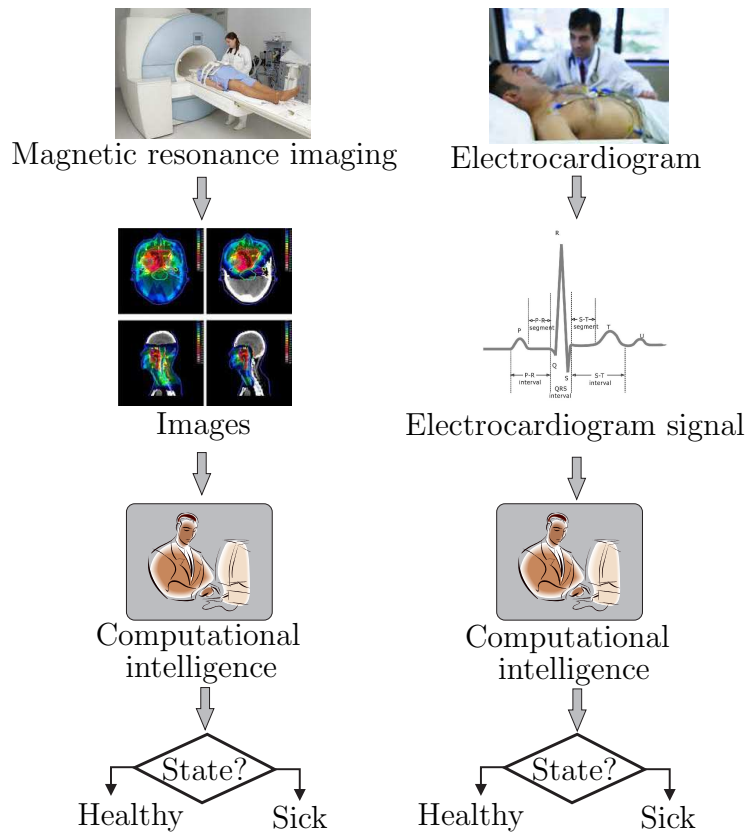 Magnetic resonance imaging
Electrocardiogram
R
P-R
segment
S-T
segment
P
T
U
Q
S
P-R
interval
QRS
interval
S-T
interval
Images
Electrocardiogram signal
Computational
intelligence
Computational
intelligence
State?
State?
Healthy
Sick
Healthy
Sick